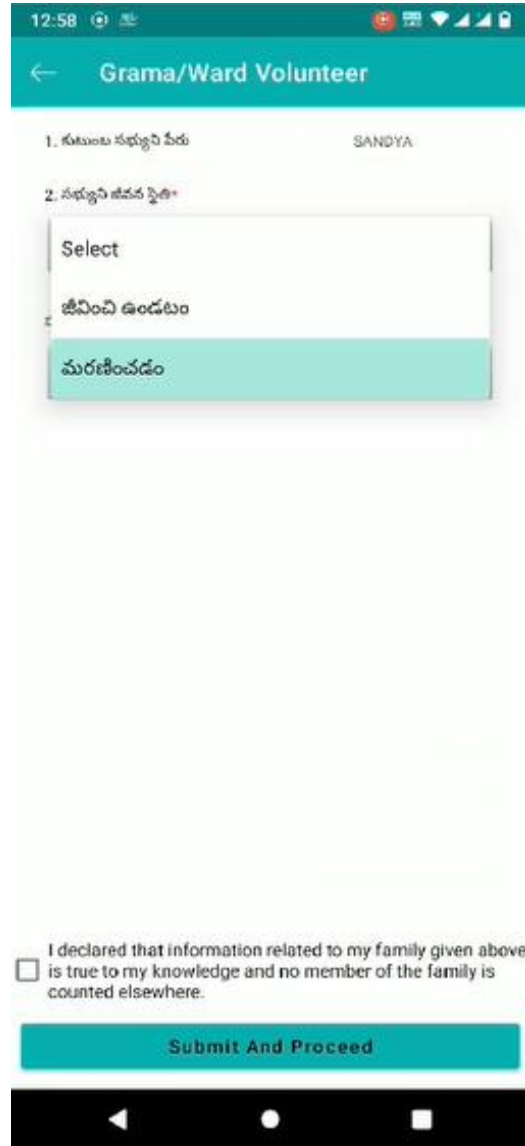 12:58
Grama/Ward Volunteer
1. కుటుంబ సభ్యుని పేరు SANDYA
2. సభ్యుని జీవన స్థితి*
Select
జీవించి ఉండటం
మరణించడం
I declared that information related to my family given above
is true to my knowledge and no member of the family is
counted elsewhere.
Submit And Proceed